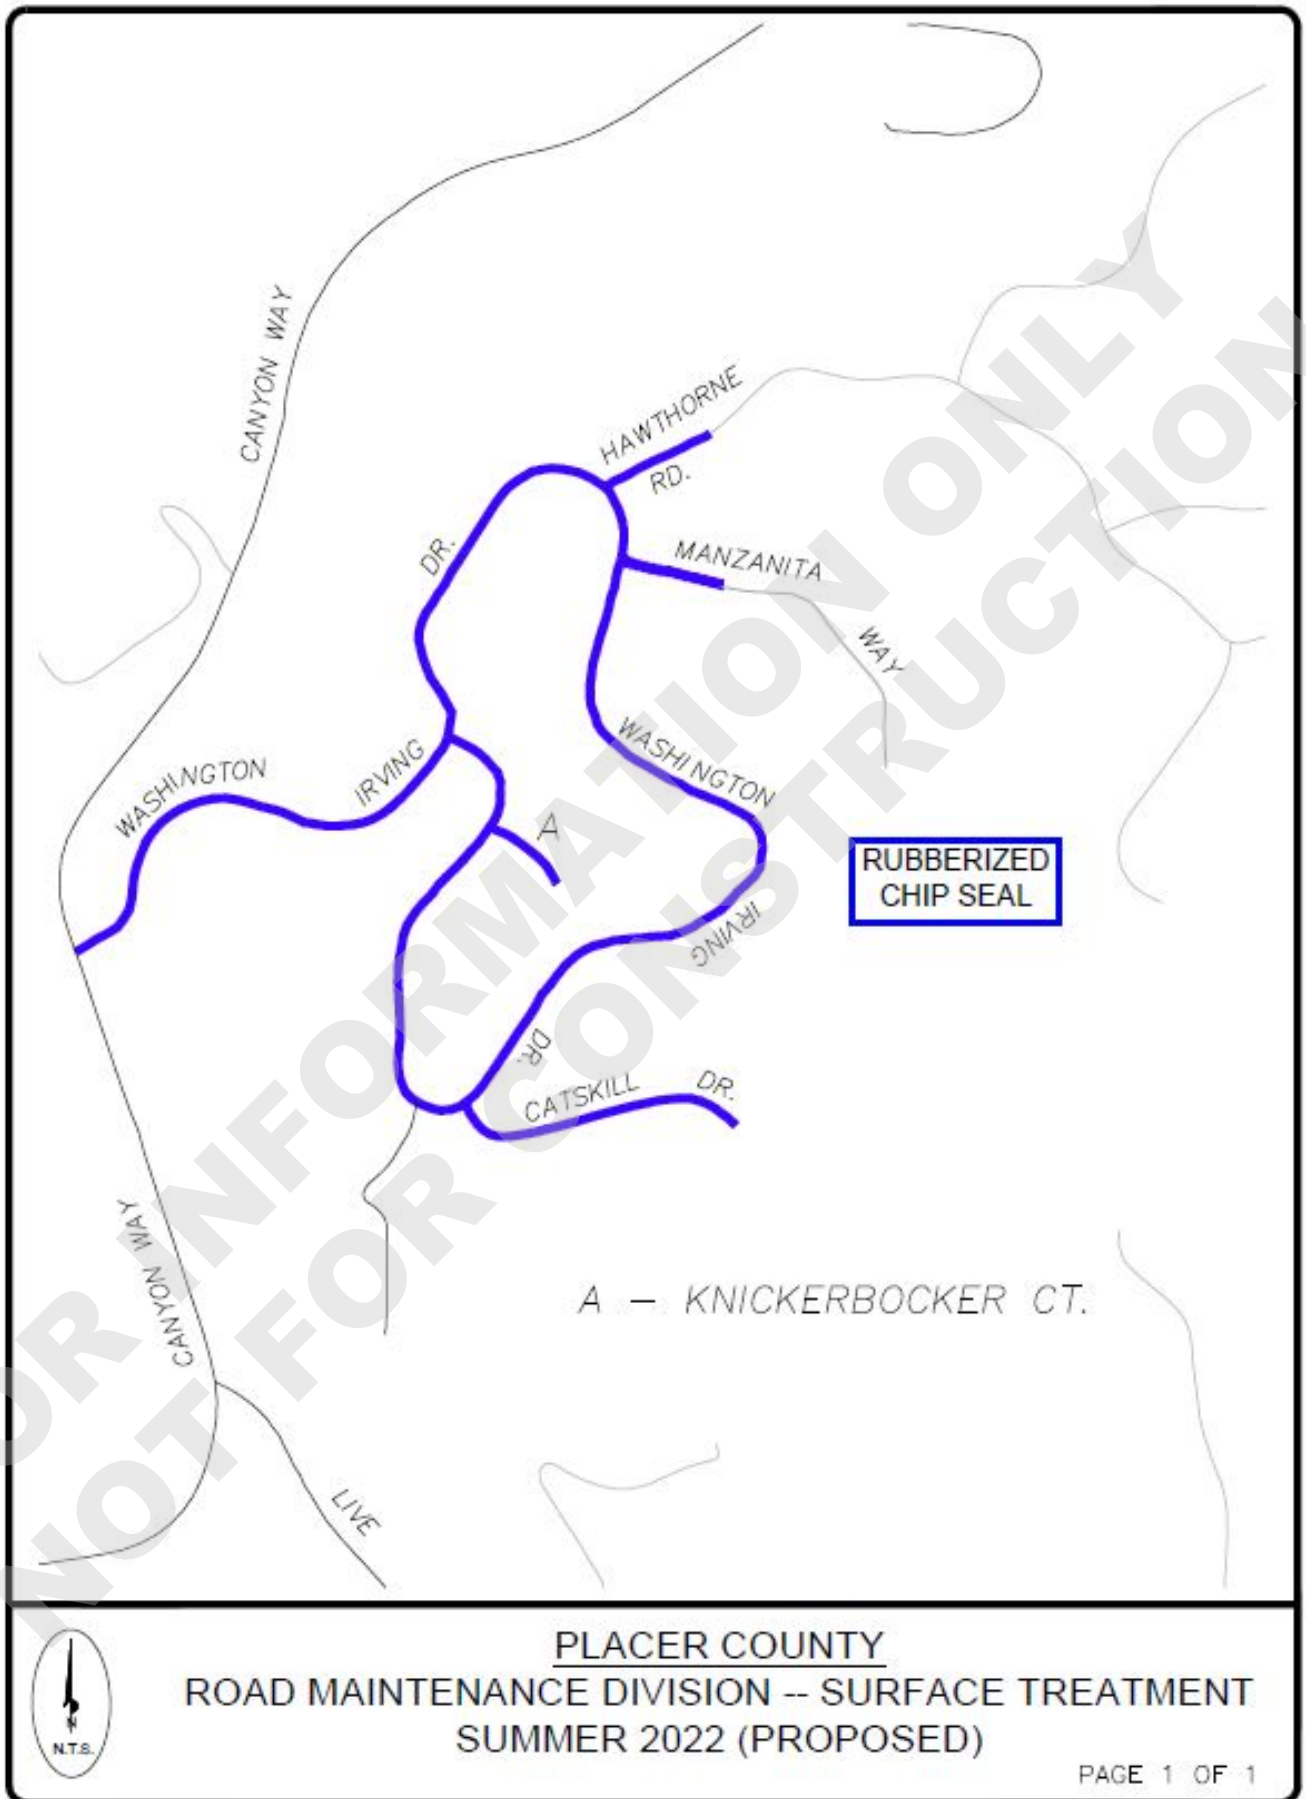 CANYON WAY
HAWTHORNE
RD.
DR.
MANZANITA
WAY
WASHINGTON
IRVING
WASHINGTON
A
RUBBERIZED
CHIP SEAL
IRVING
DR.
CATSKILL DR.
CANYON WAY
A – KNICKERBOCKER CT.
LIVE
FOR INFORMATION ONLY
NOT FOR CONSTRUCTION
N
N.T.S.
PLACER COUNTY
ROAD MAINTENANCE DIVISION -- SURFACE TREATMENT
SUMMER 2022 (PROPOSED)
PAGE 1 OF 1